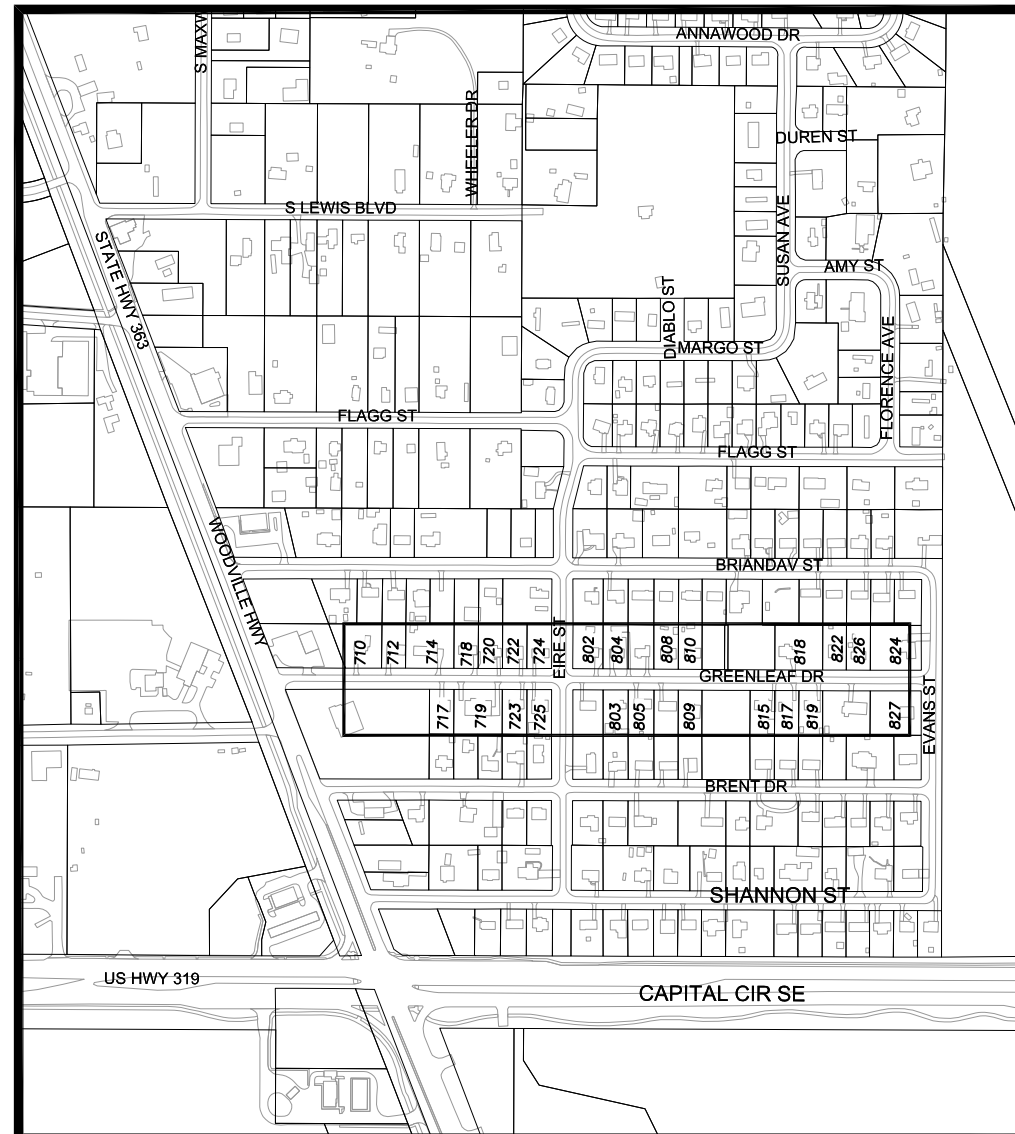 ANNAWOOD DR
S MAXW
WHEELER DR
DUREN ST
S LEWIS BLVD
SUSAN AVE
STATE HWY 363
AMY ST
DIABLO ST
MARGO ST
FLORENCE AVE
FLAGG ST
FLAGG ST
WOODVILLE HWY
BRIANDAV ST
EIRE ST
710 712 714 718 720 722 724 802 804 808 810 818 822 826 824
GREENLEAF DR
EVANS ST
717 719 723 725 803 805 809 815 817 819 827
BRENT DR
SHANNON ST
US HWY 319
CAPITAL CIR SE